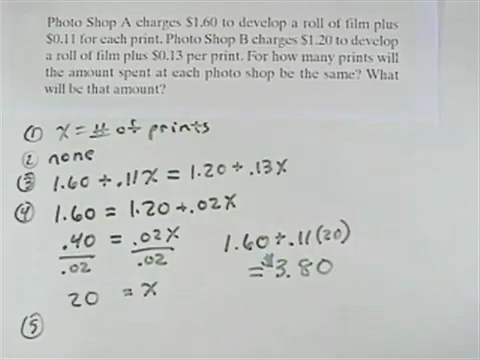 Photo Shop A charges $1.60 to develop a roll of film plus
$0.11 for each print. Photo Shop B charges $1.20 to develop
a roll of film plus $0.13 per print. For how many prints will
the amount spent at each photo shop be the same? What
will be that amount?
① x = # of prints
② none
③ 1.60 + .11x = 1.20 + .13x
④ 1.60 = 1.20 + .02x
.40 = .02x
.02 .02
20 = x
1.60 + .11(20)
= $3.80
⑤